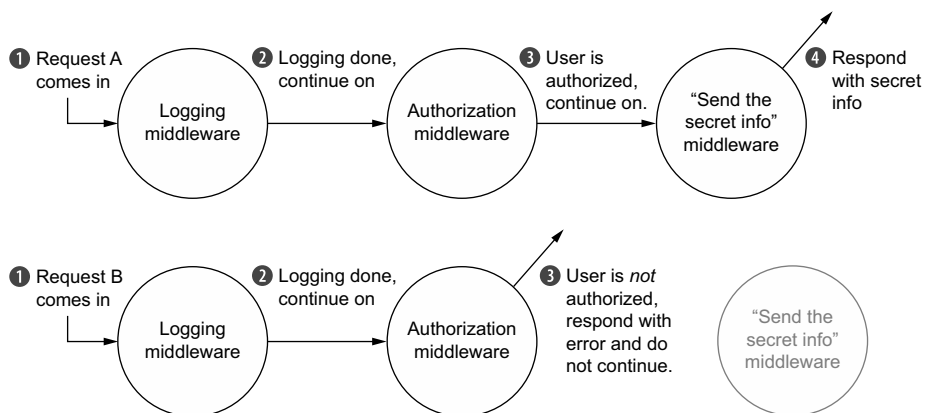 1 Request A
comes in
Logging
middleware
2 Logging done,
continue on
Authorization
middleware
3 User is
authorized,
continue on.
“Send the
secret info”
middleware
4 Respond
with secret
info
1 Request B
comes in
Logging
middleware
2 Logging done,
continue on
Authorization
middleware
3 User is not
authorized,
respond with
error and do
not continue.
“Send the
secret info”
middleware